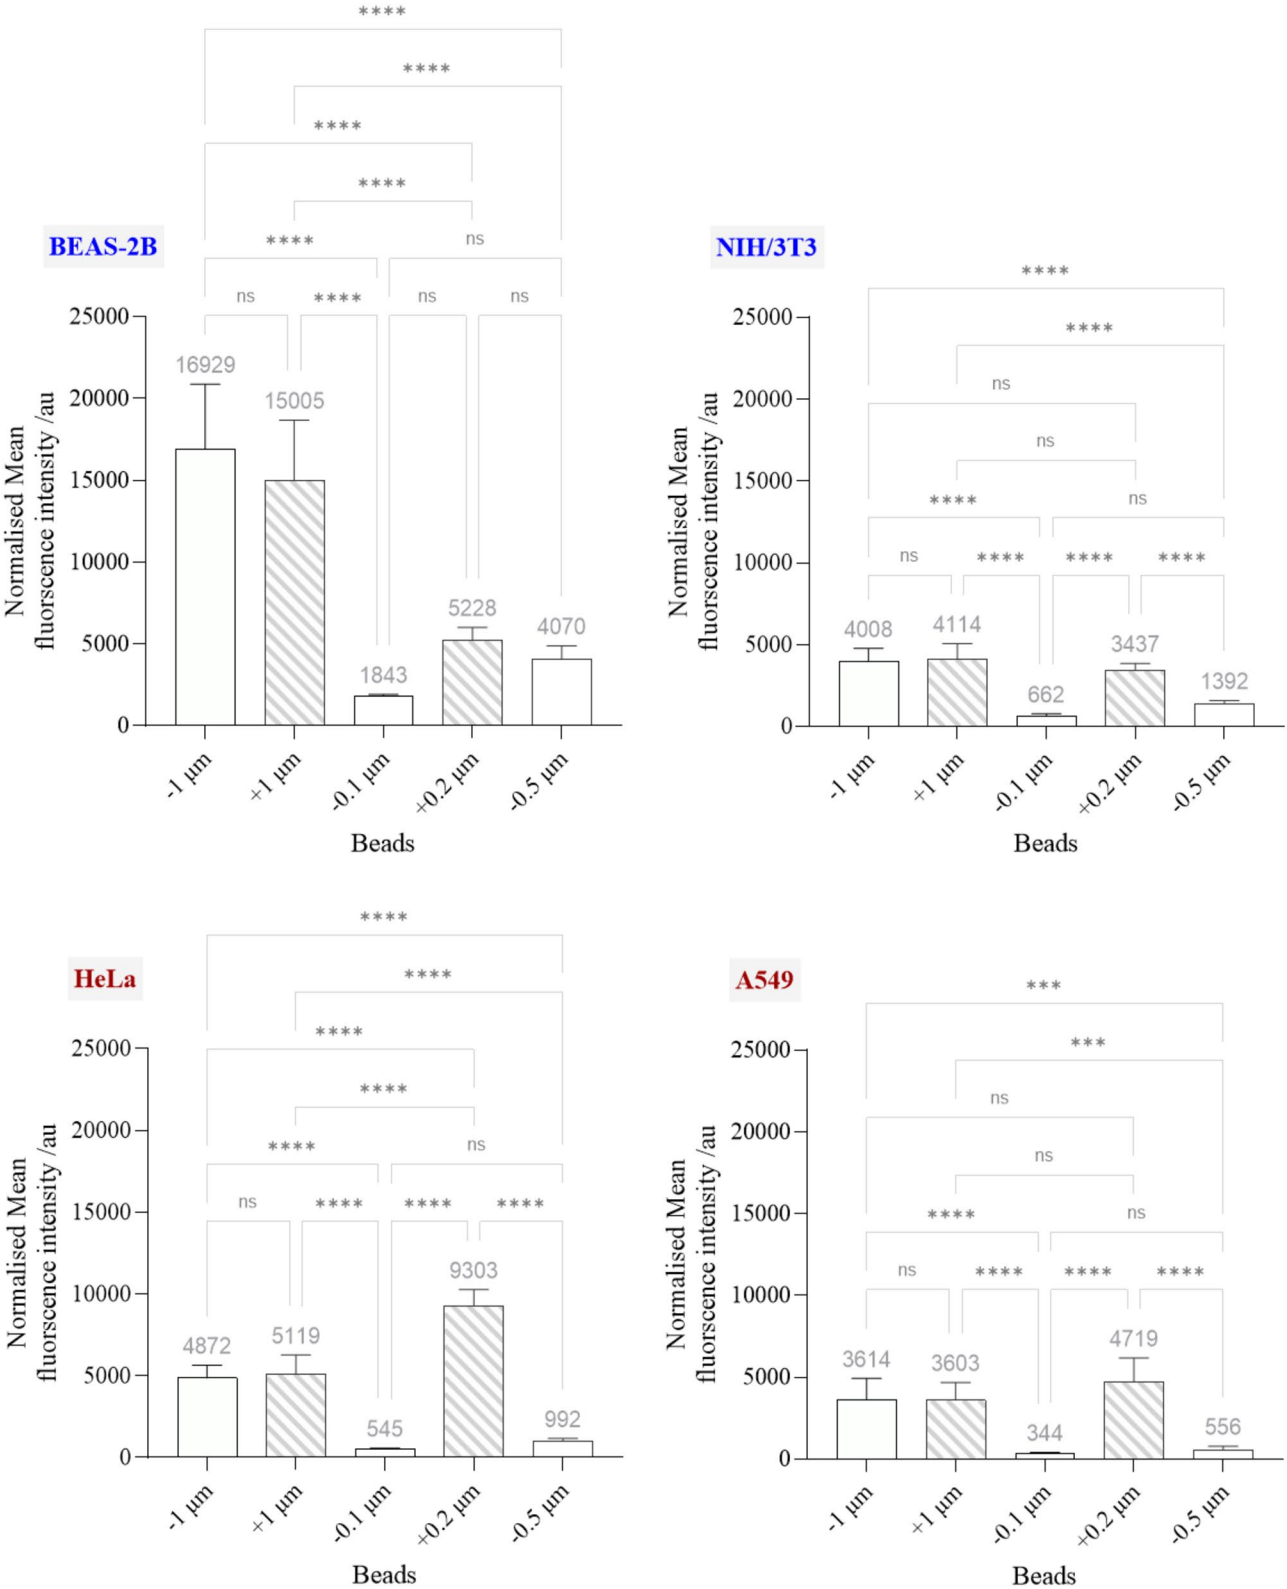 ****
****
****
****
BEAS-2B
**** ns
ns **** ns ns
Normalised Mean
fluorscence intensity /au
25000
20000
15000
10000
5000
0
16929
15005
1843
5228
4070
-1 µm +1 µm -0.1 µm +0.2 µm -0.5 µm
Beads
NIH/3T3
****
****
ns
ns
**** ns
ns **** **** ****
Normalised Mean
fluorscence intensity /au
25000
20000
15000
10000
5000
0
4008
4114
662
3437
1392
-1 µm +1 µm -0.1 µm +0.2 µm -0.5 µm
Beads
****
HeLa
****
****
****
**** ns
ns **** **** ****
Normalised Mean
fluorscence intensity /au
25000
20000
15000
10000
5000
0
4872
5119
545
9303
992
-1 µm +1 µm -0.1 µm +0.2 µm -0.5 µm
Beads
A549
***
***
ns
ns
**** ns
ns **** **** ****
Normalised Mean
fluorscence intensity /au
25000
20000
15000
10000
5000
0
3614
3603
344
4719
556
-1 µm +1 µm -0.1 µm +0.2 µm -0.5 µm
Beads